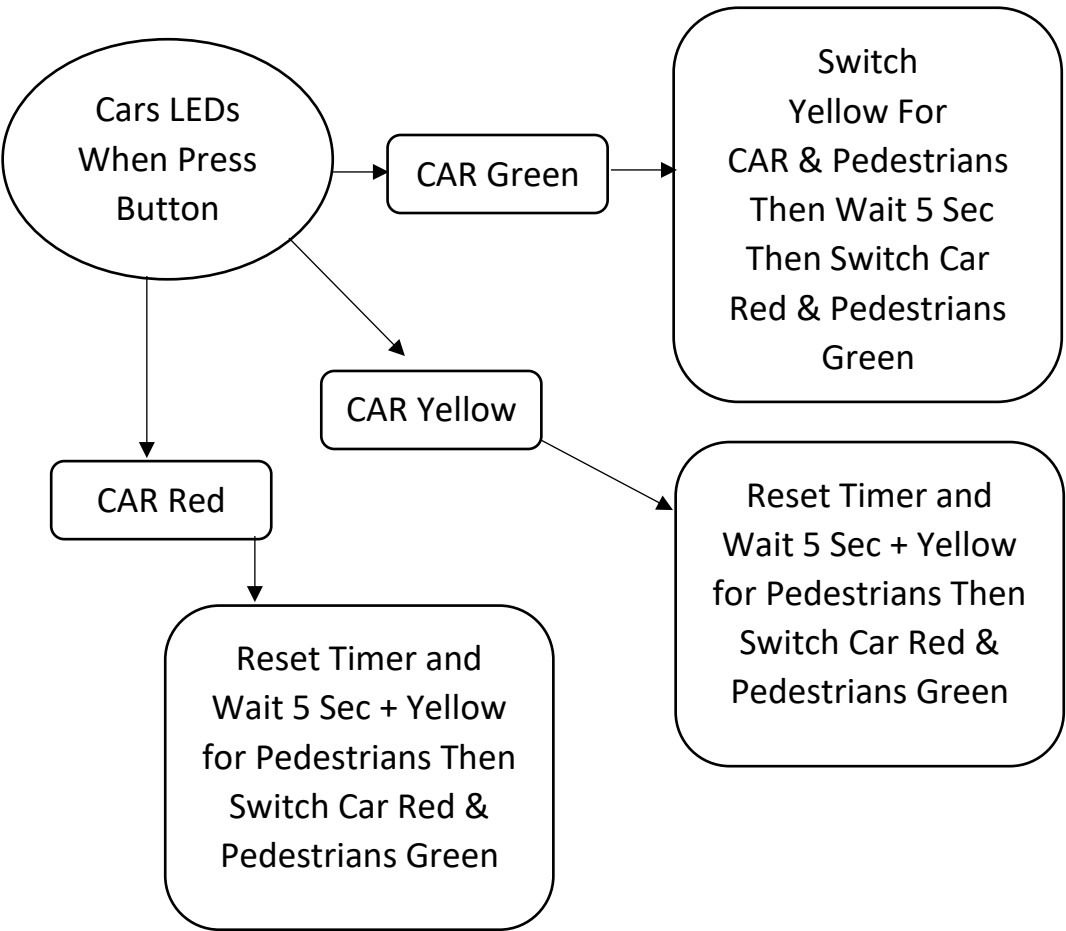 Cars LEDs
When Press
Button
CAR Green
Switch
Yellow For
CAR & Pedestrians
Then Wait 5 Sec
Then Switch Car
Red & Pedestrians
Green
CAR Yellow
Reset Timer and
Wait 5 Sec + Yellow
for Pedestrians Then
Switch Car Red &
Pedestrians Green
CAR Red
Reset Timer and
Wait 5 Sec + Yellow
for Pedestrians Then
Switch Car Red &
Pedestrians Green